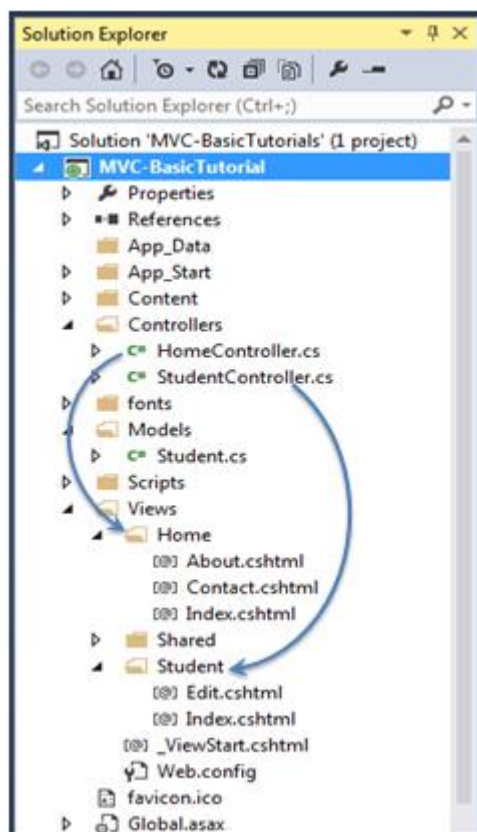 Solution Explorer
Search Solution Explorer (Ctrl+;)
Solution 'MVC-BasicTutorials' (1 project)
MVC-BasicTutorial
Properties
References
App_Data
App_Start
Content
Controllers
C# HomeController.cs
C# StudentController.cs
fonts
Models
C# Student.cs
Scripts
Views
Home
[@] About.cshtml
[@] Contact.cshtml
[@] Index.cshtml
Shared
Student
[@] Edit.cshtml
[@] Index.cshtml
[@] _ViewStart.cshtml
Web.config
favicon.ico
Global.asax